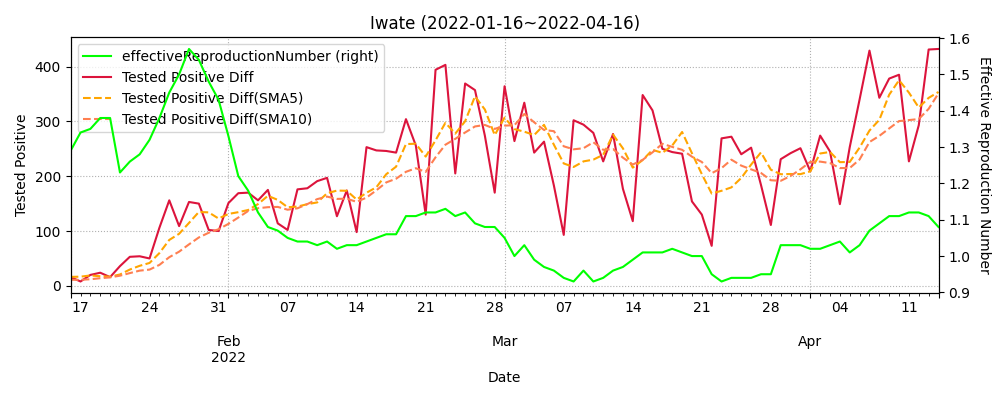 Iwate (2022-01-16~2022-04-16)
effectiveReproductionNumber (right)
Tested Positive Diff
Tested Positive Diff(SMA5)
Tested Positive Diff(SMA10)
Tested Positive
400
300
200
100
0
1.6
1.5
1.4
1.3
1.2
1.1
1.0
0.9
Effective Reproduction Number
17 24 31 07 14 21 28 07 14 21 28 04 11
Feb Mar Apr
2022
Date